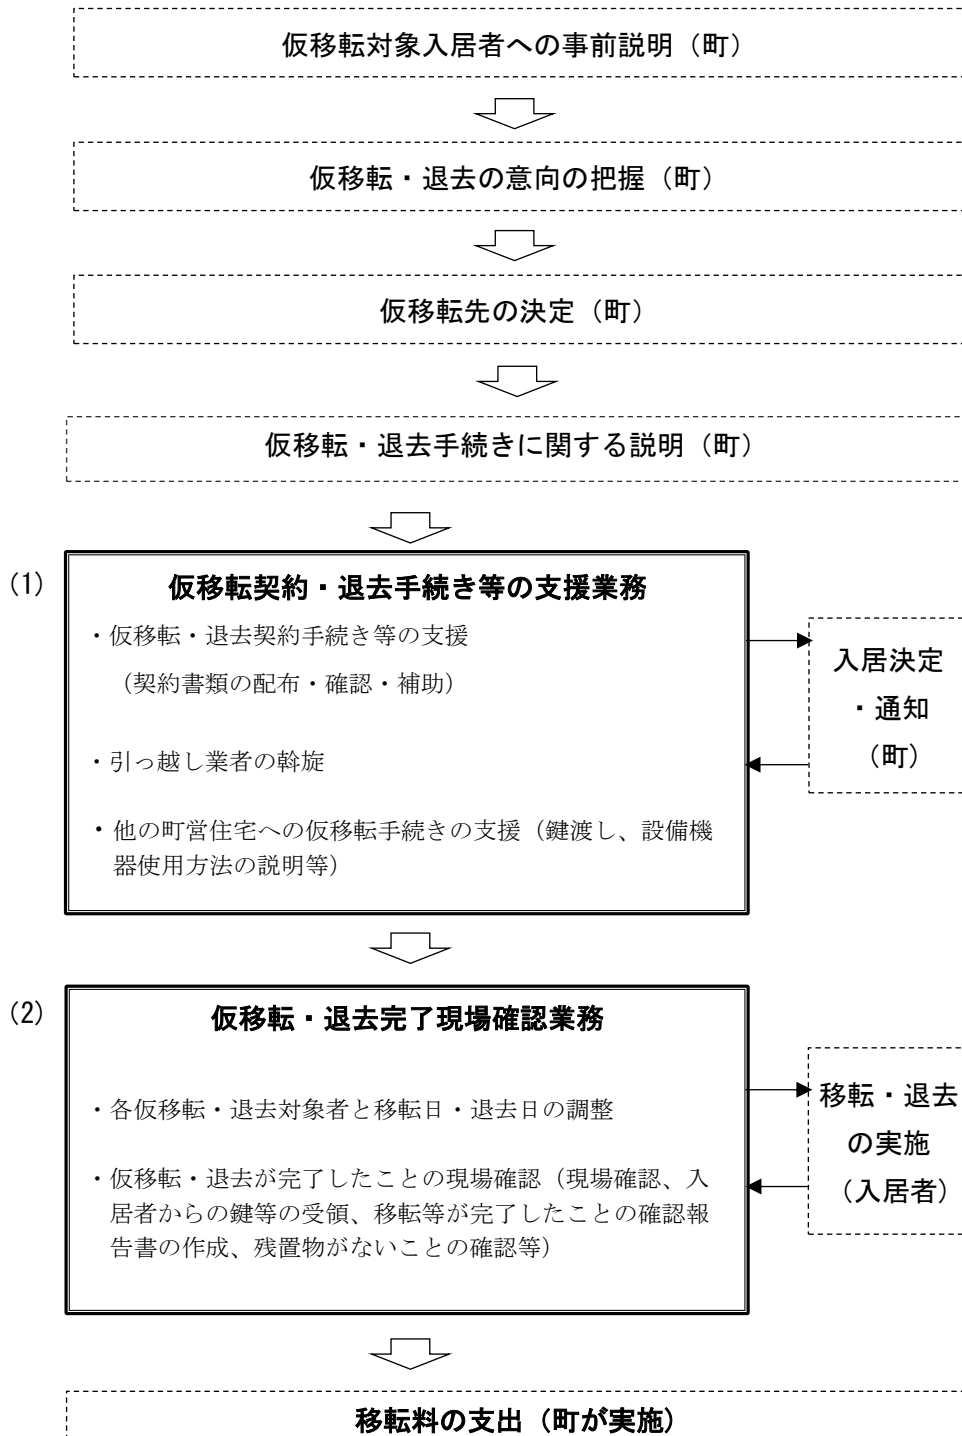 仮移転対象入居者への事前説明（町）
仮移転・退去の意向の把握（町）
仮移転先の決定（町）
仮移転・退去手続きに関する説明（町）
(1)
仮移転契約・退去手続き等の支援業務
・仮移転・退去契約手続き等の支援
（契約書類の配布・確認・補助）
・引っ越し業者の斡旋
・他の町営住宅への仮移転手続きの支援（鍵渡し、設備機
器使用方法の説明等）
入居決定
・通知
（町）
(2)
仮移転・退去完了現場確認業務
・各仮移転・退去対象者と移転日・退去日の調整
・仮移転・退去が完了したことの現場確認（現場確認、入
居者からの鍵等の受領、移転等が完了したことの確認報
告書の作成、残置物がないことの確認等）
移転・退去
の実施
（入居者）
移転料の支出（町が実施）